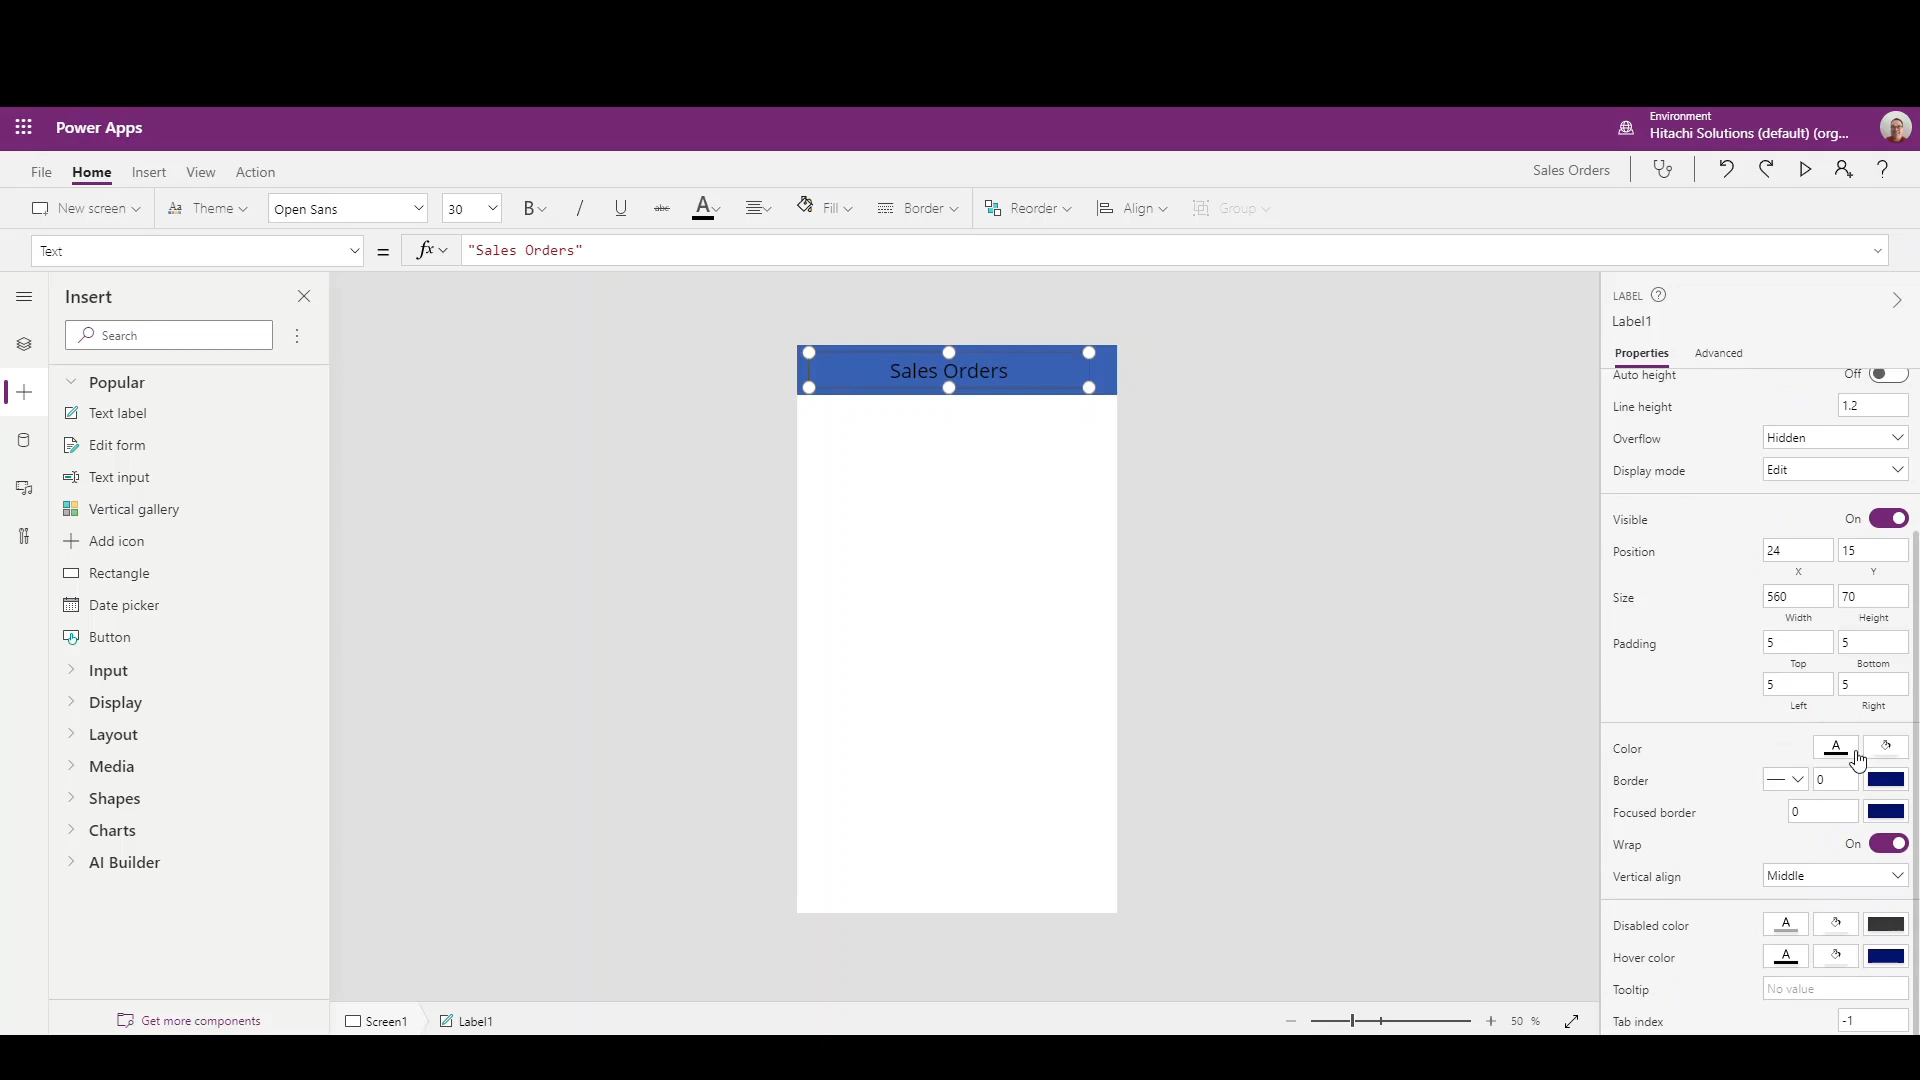 Power Apps
Environment
Hitachi Solutions (default) (org...
File
Home
Insert
View
Action
Sales Orders
New screen
Theme
Open Sans
30
B
/
U
abc
A
Fill
Border
Reorder
Align
Group
Text
=
fx
"Sales Orders"
Insert
Search
Popular
Text label
Edit form
Text input
Vertical gallery
Add icon
Rectangle
Date picker
Button
Input
Display
Layout
Media
Shapes
Charts
AI Builder
Get more components
Sales Orders
Screen1
Label1
50 %
LABEL
Label1
Properties
Advanced
Auto height
Off
Line height
1.2
Overflow
Hidden
Display mode
Edit
Visible
On
Position
24
15
X
Y
Size
560
70
Width
Height
Padding
5
5
Top
Bottom
5
5
Left
Right
Color
A
Border
0
Focused border
0
Wrap
On
Vertical align
Middle
Disabled color
A
Hover color
A
Tooltip
No value
Tab index
-1